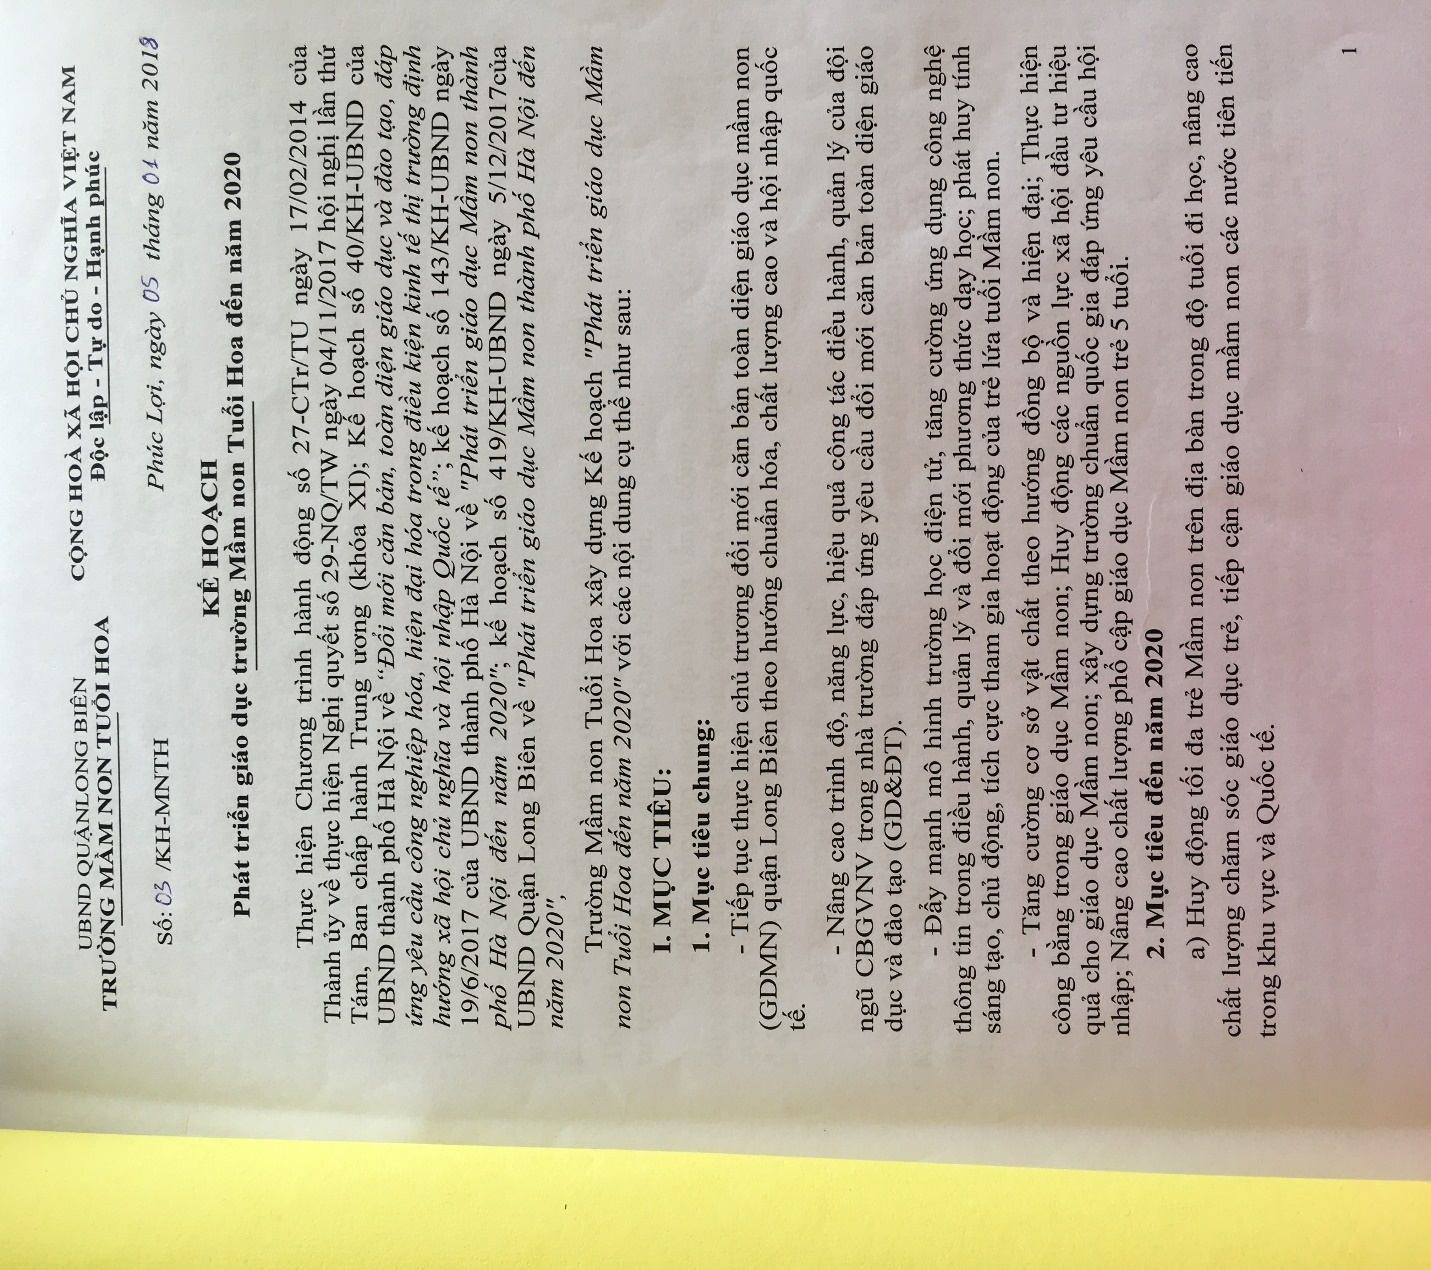 UBND QUẬNLONG BIÊN
TRƯỜNG MẦM NON TUỔI HOA
Số: 03 /KH-MNTH
CỘNG HOÀ XÃ HỘI CHỦ NGHĨA VIỆT NAM
Độc lập - Tự do - Hạnh phúc
Phúc Lợi, ngày 05 tháng 01 năm 2018
KẾ HOẠCH
Phát triển giáo dục trường Mầm non Tuổi Hoa đến năm 2020
Thực hiện Chương trình hành động số 27-CTr/TU ngày 17/02/2014 của
Thành ủy về thực hiện Nghị quyết số 29-NQ/TW ngày 04/11/2017 hội nghị lần thứ
Tám, Ban chấp hành Trung ương (khóa XI); Kế hoạch số 40/KH-UBND của
UBND thành phố Hà Nội về “Đổi mới căn bản, toàn diện giáo dục và đào tạo, đáp
ứng yêu cầu công nghiệp hóa, hiện đại hóa trong điều kiện kinh tế thị trường định
hướng xã hội chủ nghĩa và hội nhập Quốc tế”; kế hoạch số 143/KH-UBND ngày
19/6/2017 của UBND thành phố Hà Nội về "Phát triển giáo dục Mầm non thành
phố Hà Nội đến năm 2020"; kế hoạch số 419/KH-UBND ngày 5/12/2017của
UBND Quận Long Biên về "Phát triển giáo dục Mầm non thành phố Hà Nội đến
năm 2020",
Trường Mầm non Tuổi Hoa xây dựng Kế hoạch "Phát triển giáo dục Mầm
non Tuổi Hoa đến năm 2020" với các nội dung cụ thể như sau:
I. MỤC TIÊU:
1. Mục tiêu chung:
- Tiếp tục thực hiện chủ trương đổi mới căn bản toàn diện giáo dục mầm non
(GDMN) quận Long Biên theo hướng chuẩn hóa, chất lượng cao và hội nhập quốc
tế.
- Nâng cao trình độ, năng lực, hiệu quả công tác điều hành, quản lý của đội
ngũ CBGVNV trong nhà trường đáp ứng yêu cầu đổi mới căn bản toàn diện giáo
dục và đào tạo (GD&ĐT).
- Đẩy mạnh mô hình trường học điện tử, tăng cường ứng dụng công nghệ
thông tin trong điều hành, quản lý và đổi mới phương thức dạy học; phát huy tính
sáng tạo, chủ động, tích cực tham gia hoạt động của trẻ lứa tuổi Mầm non.
- Tăng cường cơ sở vật chất theo hướng đồng bộ và hiện đại; Thực hiện
công bằng trong giáo dục Mầm non; Huy động các nguồn lực xã hội đầu tư hiệu
quả cho giáo dục Mầm non; xây dựng trường chuẩn quốc gia đáp ứng yêu cầu hội
nhập; Nâng cao chất lượng phổ cập giáo dục Mầm non trẻ 5 tuổi.
2. Mục tiêu đến năm 2020
a) Huy động tối đa trẻ Mầm non trên địa bàn trong độ tuổi đi học, nâng cao
chất lượng chăm sóc giáo dục trẻ, tiếp cận giáo dục mầm non các nước tiên tiến
trong khu vực và Quốc tế.
1